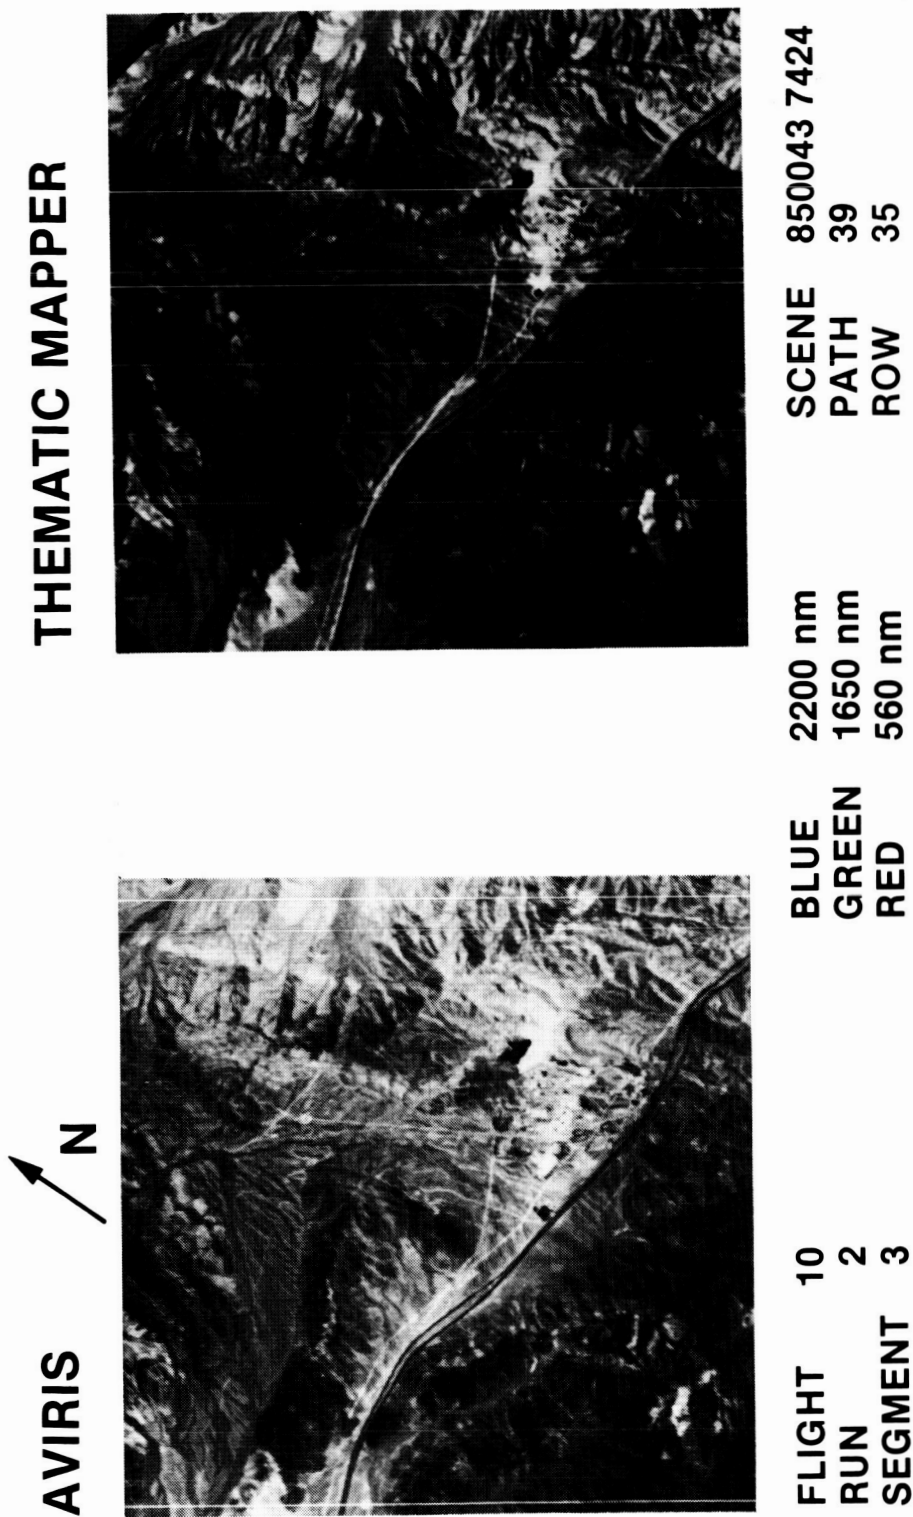 AVIRIS
N
THEMATIC MAPPER
FLIGHT 10
RUN 2
SEGMENT 3
BLUE 2200 nm
GREEN 1650 nm
RED 560 nm
SCENE 850043 7424
PATH 39
ROW 35